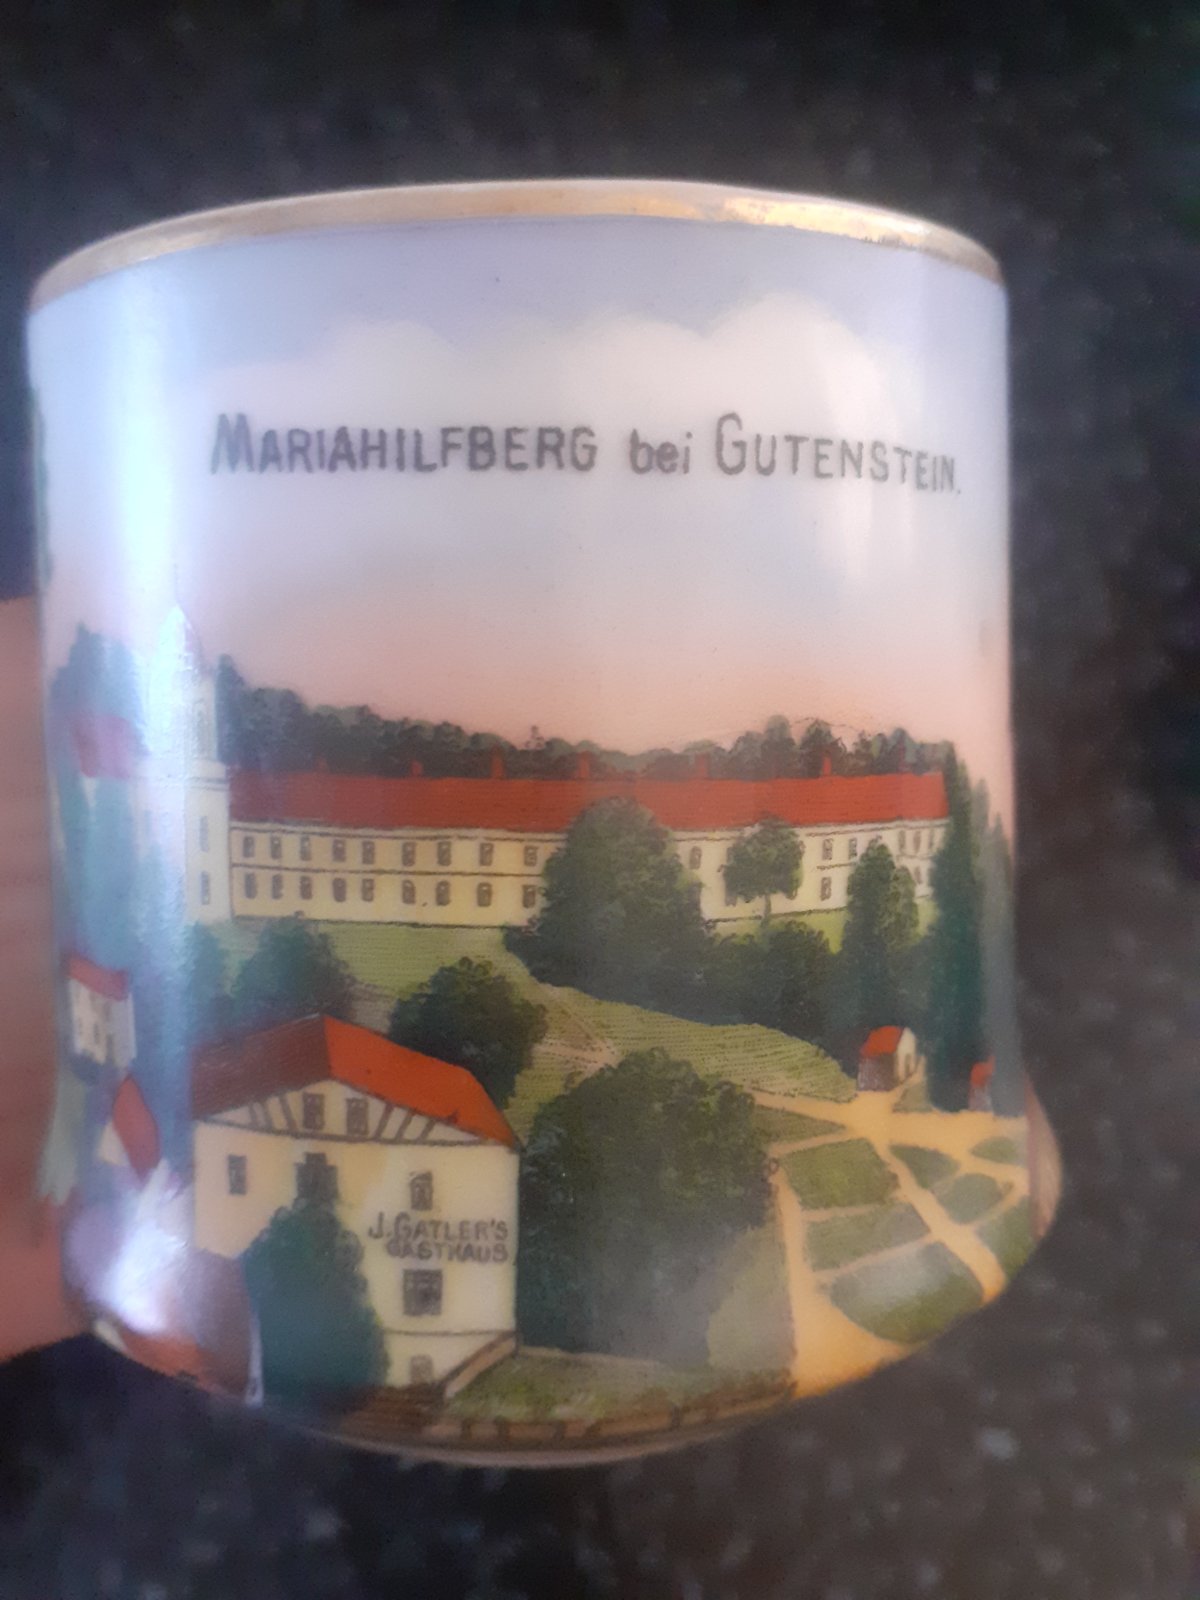 MARIAHILFBERG bei GUTENSTEIN.
J. GATLER'S
GASTHAUS